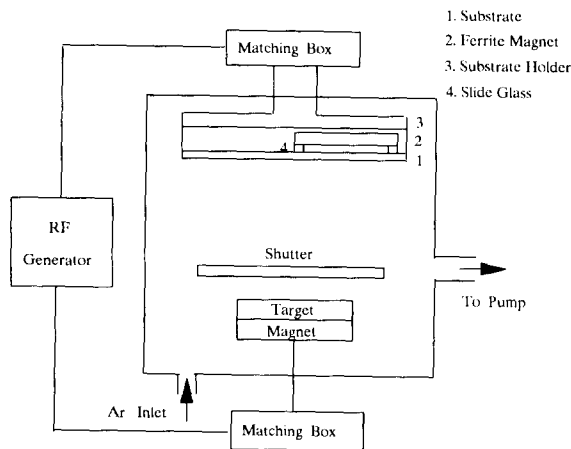 1. Substrate
2. Ferrite Magnet
3. Substrate Holder
4. Slide Glass
Matching Box
3
2
4
1
RF
Generator
Shutter
To Pump
Target
Magnet
Ar Inlet
Matching Box